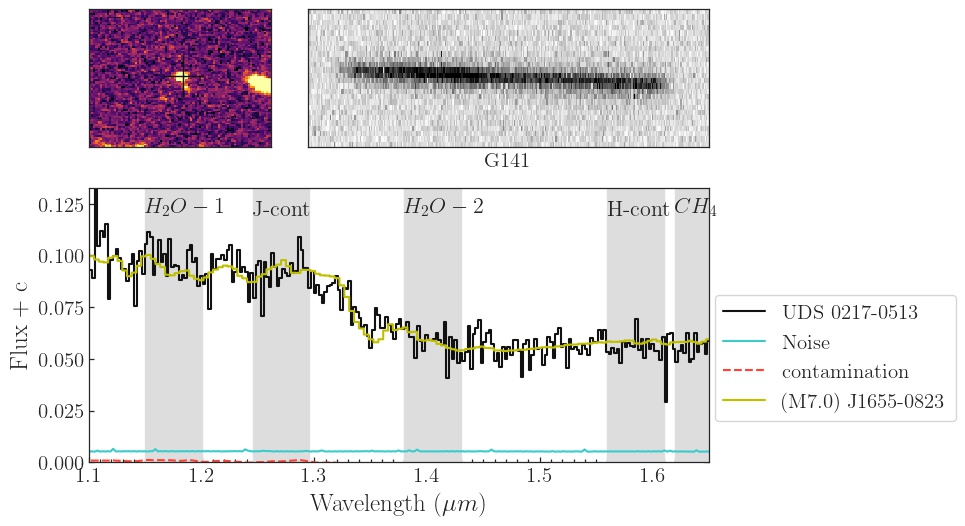 G141
H₂O − 1 J-cont H₂O − 2 H-cont CH₄
0.125
0.100
0.075
0.050
0.025
0.000
Flux + c
1.1 1.2 1.3 1.4 1.5 1.6
Wavelength (μm)
UDS 0217-0513
Noise
contamination
(M7.0) J1655-0823